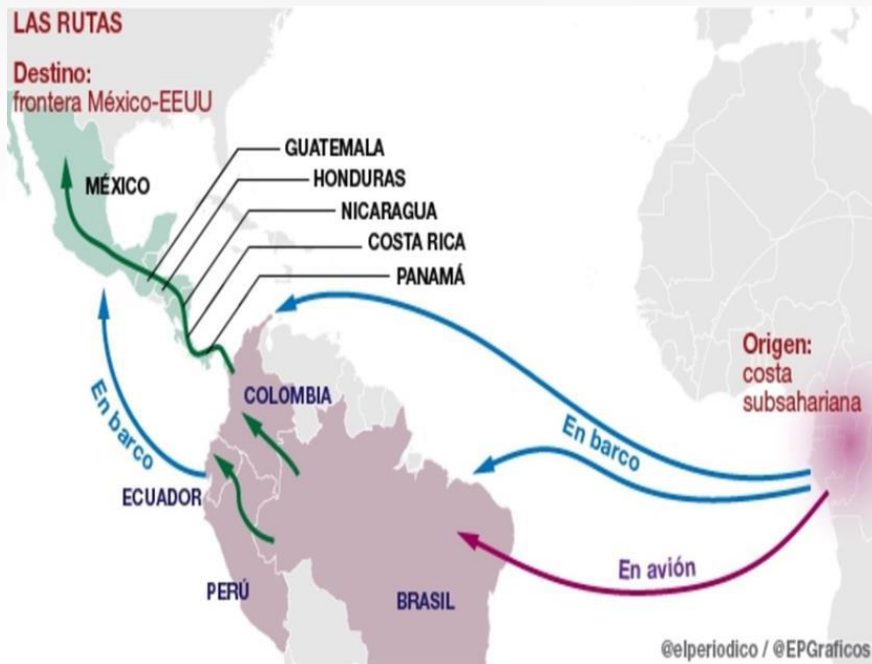 LAS RUTAS
Destino:
frontera México-EEUU
GUATEMALA
MÉXICO
HONDURAS
NICARAGUA
COSTA RICA
PANAMÁ
Origen:
costa
subsahariana
COLOMBIA
En barco
En barco
ECUADOR
En avión
PERÚ
BRASIL
@elperiodico / @EPGraficos